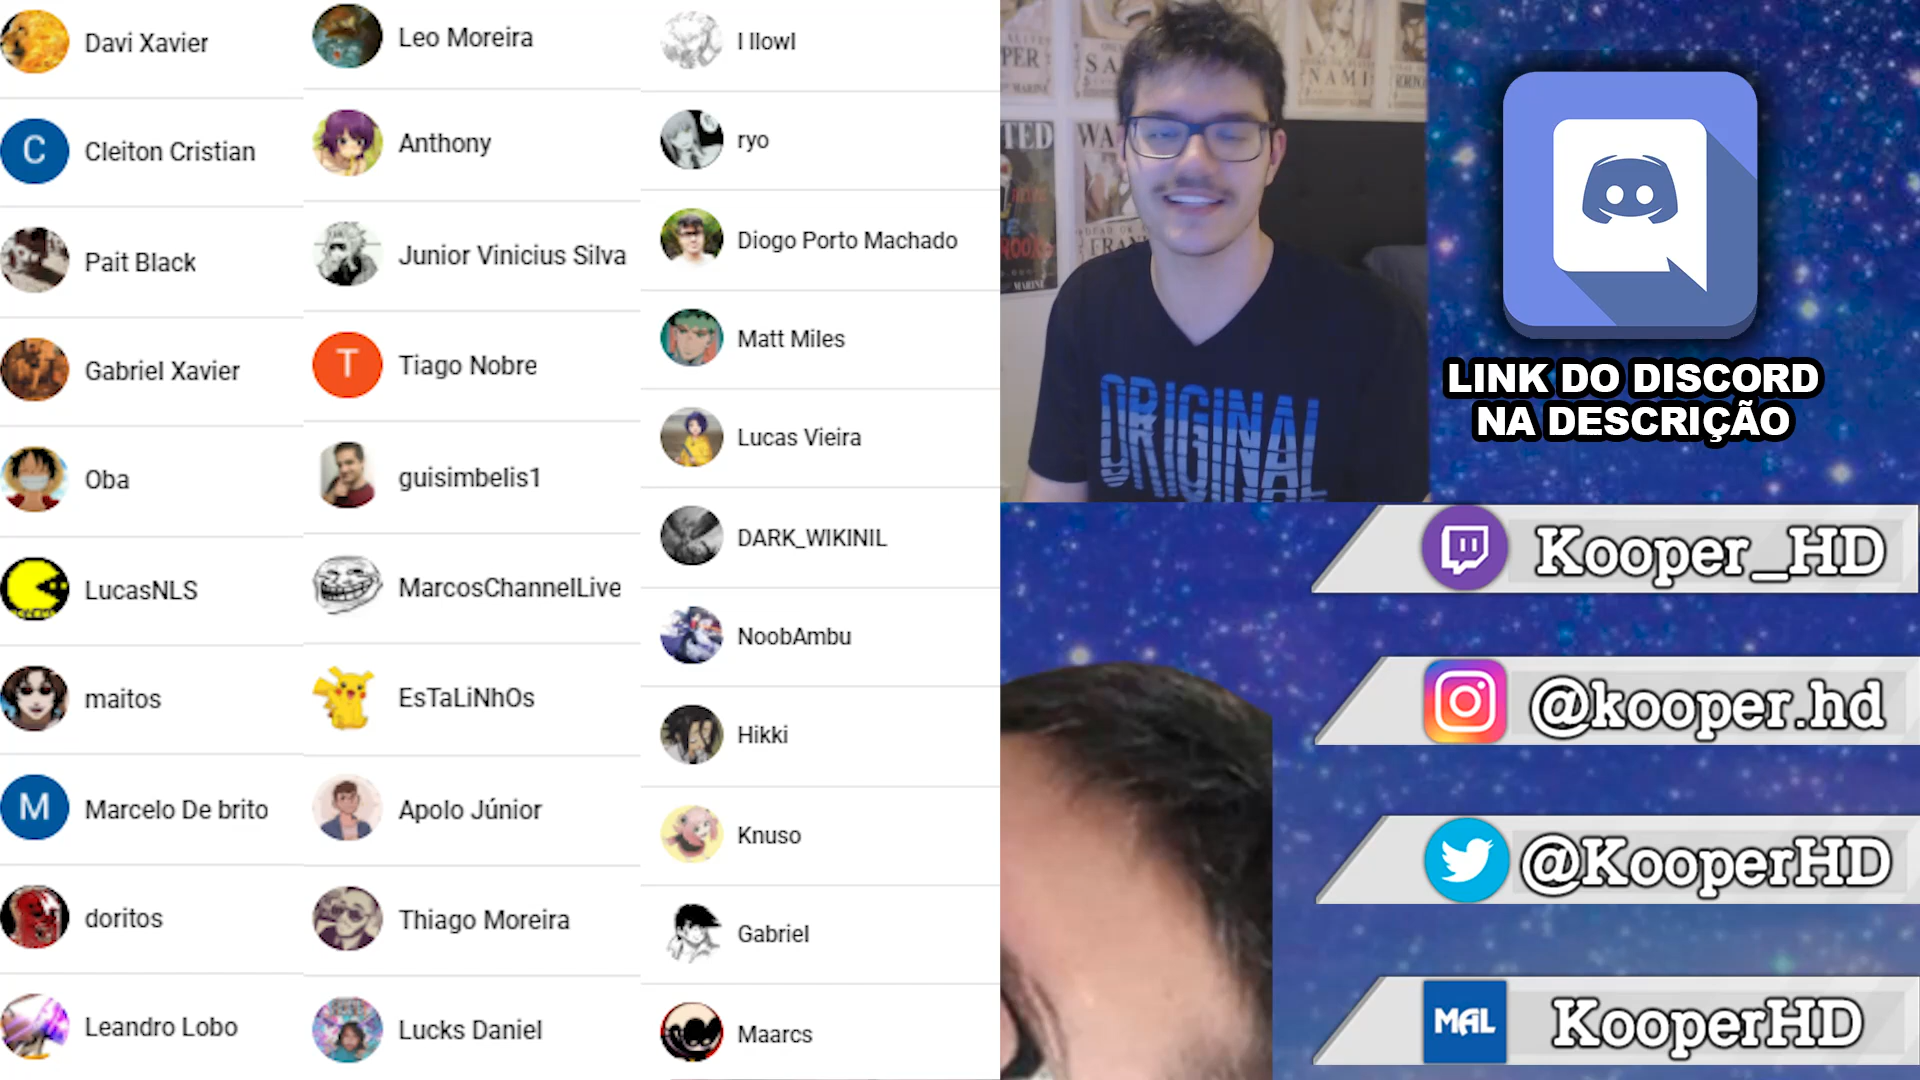 Davi Xavier
C
Cleiton Cristian
Pait Black
Gabriel Xavier
Oba
LucasNLS
maitos
M
Marcelo De brito
doritos
Leandro Lobo
Leo Moreira
Anthony
Junior Vinicius Silva
T
Tiago Nobre
guisimbelis1
MarcosChannelLive
EsTaLiNhOs
Apolo Júnior
Thiago Moreira
Lucks Daniel
I llowl
ryo
Diogo Porto Machado
Matt Miles
Lucas Vieira
DARK_WIKINIL
NoobAmbu
Hikki
Knuso
Gabriel
Maarcs
NAMI
ORIGINAL
LINK DO DISCORD
NA DESCRIÇÃO
Kooper_HD
@kooper.hd
@KooperHD
MAL
KooperHD